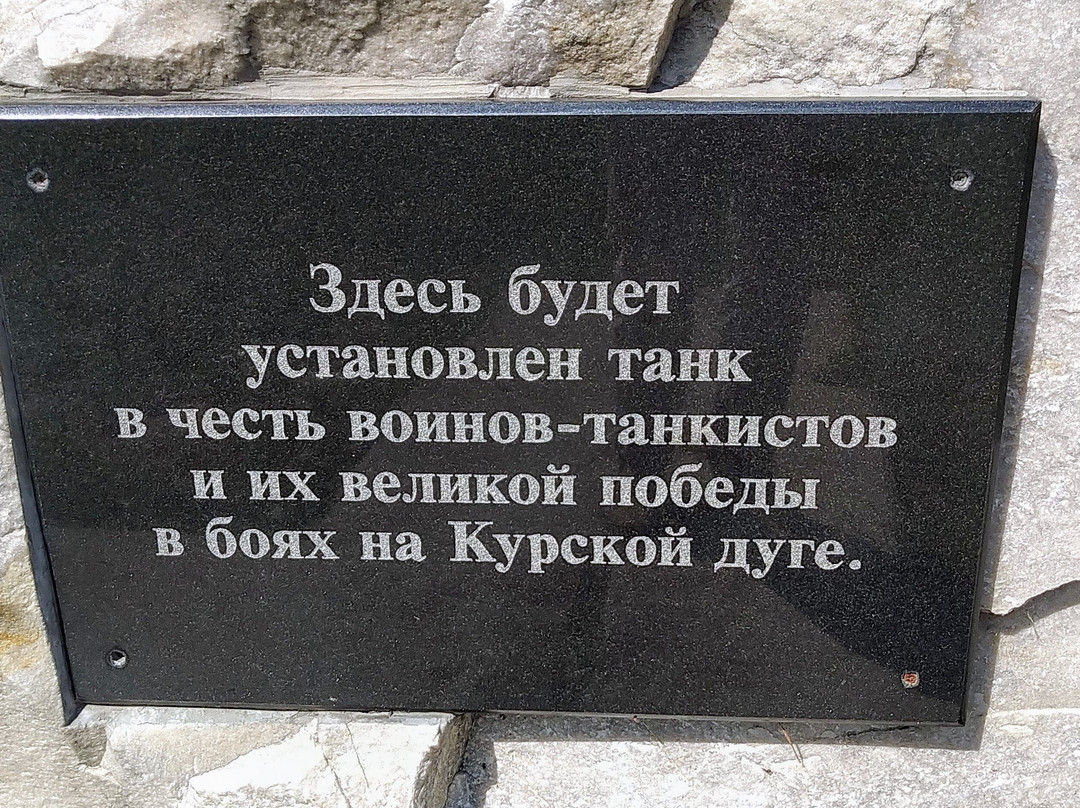 Здесь будет
установлен танк
в честь воинов-танкистов
и их великой победы
в боях на Курской дуге.